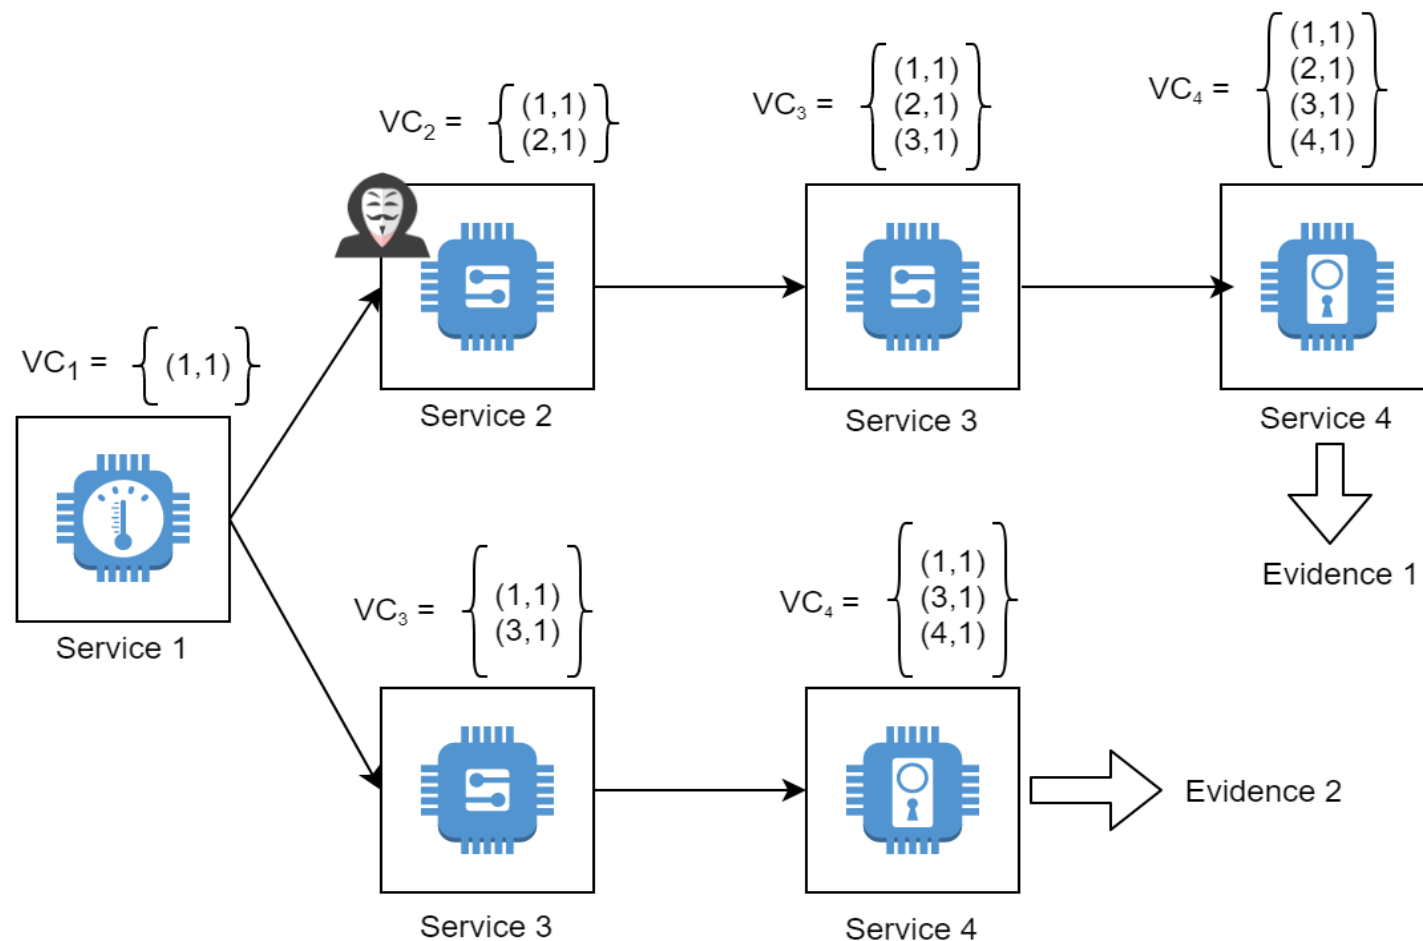 VC4 = { (1,1)
(2,1)
(3,1)
(4,1) }
VC3 = { (1,1)
(2,1)
(3,1) }
VC2 = { (1,1)
(2,1) }
VC1 = { (1,1) }
Service 2
Service 3
Service 4
Service 1
Evidence 1
VC3 = { (1,1)
(3,1) }
VC4 = { (1,1)
(3,1)
(4,1) }
Evidence 2
Service 3
Service 4